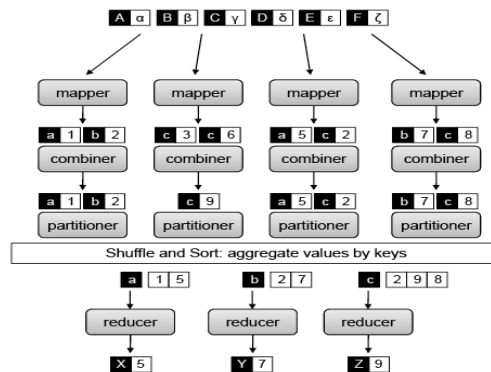 A α B β C γ D δ E ε F ζ
mapper mapper mapper mapper
a 1 b 2 c 3 c 6 a 5 c 2 b 7 c 8
combiner combiner combiner combiner
a 1 b 2 c 9 a 5 c 2 b 7 c 8
partitioner partitioner partitioner partitioner
Shuffle and Sort: aggregate values by keys
a 1 5 b 2 7 c 2 9 8
reducer reducer reducer
X 5 Y 7 Z 9